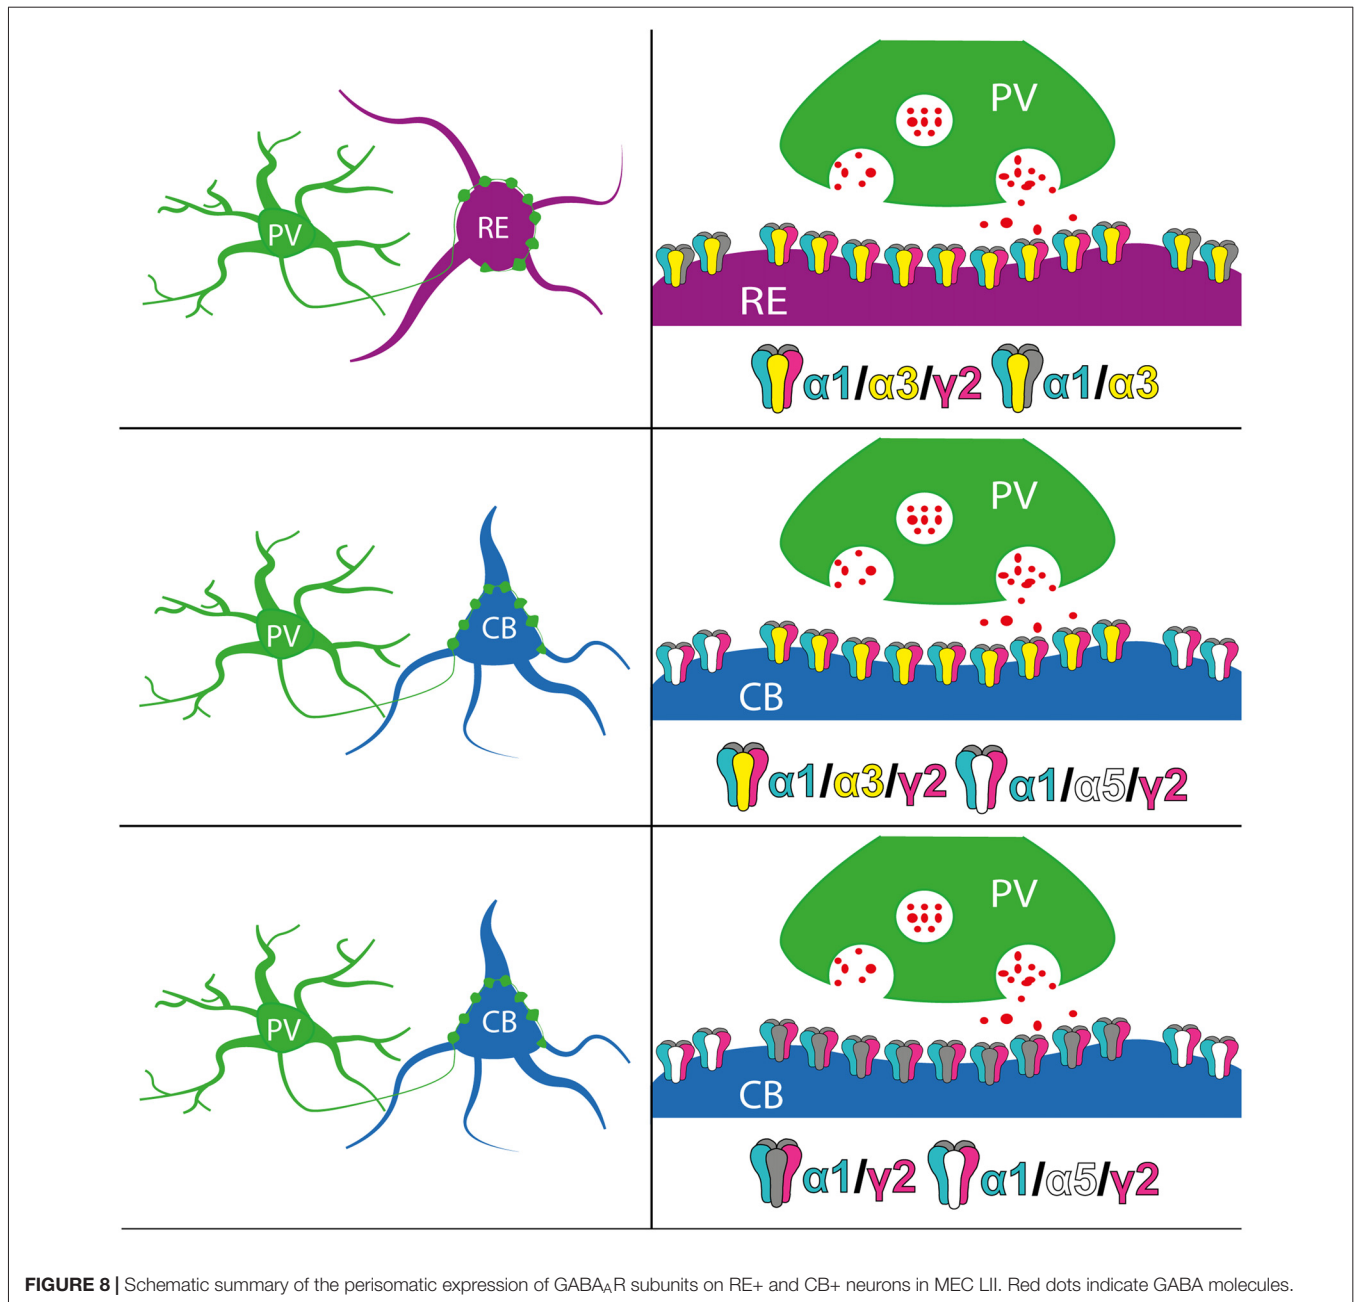 PV
RE
PV
RE
α1/α3/γ2 α1/α3
PV
CB
PV
CB
α1/α3/γ2 α1/α5/γ2
PV
CB
PV
CB
α1/γ2 α1/α5/γ2
FIGURE 8 | Schematic summary of the perisomatic expression of GABAAR subunits on RE+ and CB+ neurons in MEC LII. Red dots indicate GABA molecules.